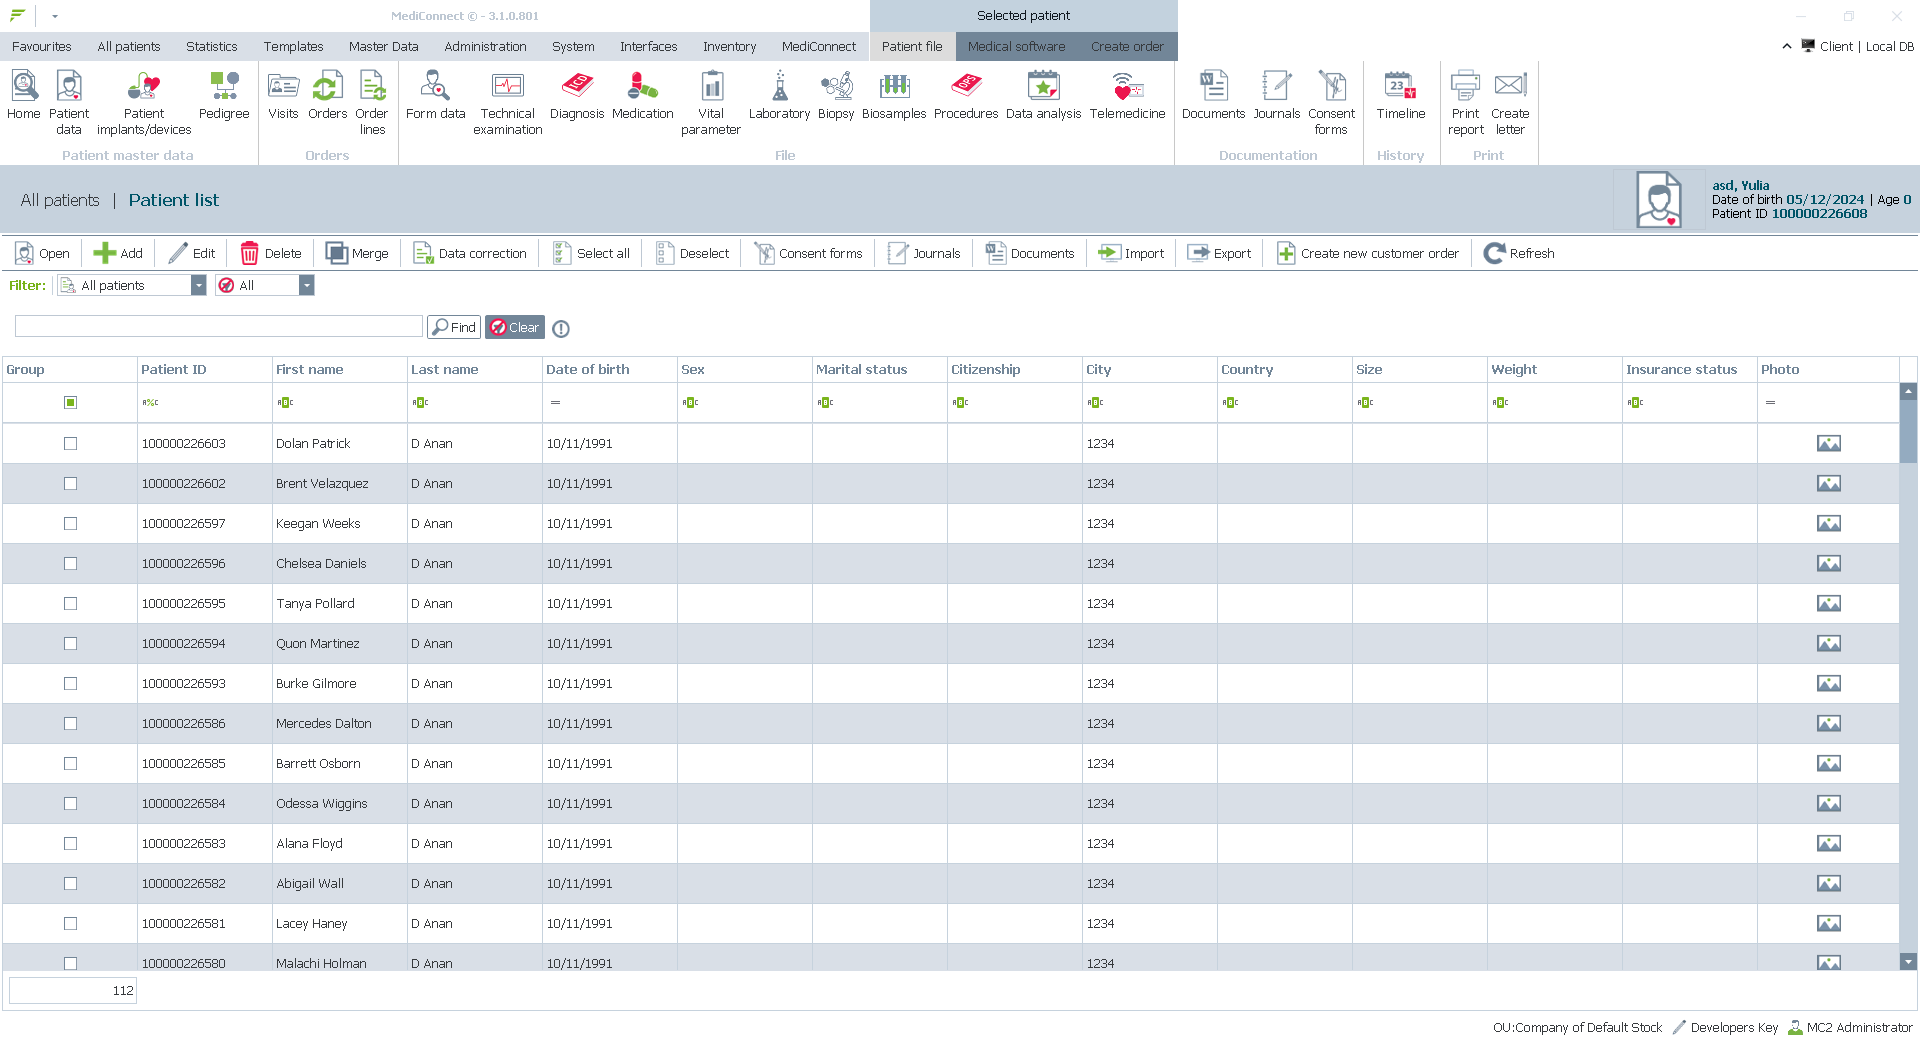 MediConnect © - 3.1.0.801
Selected patient
Favourites All patients Statistics Templates Master Data Administration System Interfaces Inventory MediConnect Patient file Medical software Create order Client | Local DB
Home Patient data Patient implants/devices Pedigree Visits Orders Order lines Form data Technical examination Diagnosis Medication Vital parameter Laboratory Biopsy Biosamples Procedures Data analysis Telemedicine Documents Journals Consent forms Timeline Print report Create letter
Patient master data Orders File Documentation History Print
All patients | Patient list
asd, Yulia
Date of birth 05/12/2024 | Age 0
Patient ID 100000226608
Open Add Edit Delete Merge Data correction Select all Deselect Consent forms Journals Documents Import Export Create new customer order Refresh
Filter: All patients All
Find Clear
Group Patient ID First name Last name Date of birth Sex Marital status Citizenship City Country Size Weight Insurance status Photo
100000226603 Dolan Patrick D Anan 10/11/1991 1234
100000226602 Brent Velazquez D Anan 10/11/1991 1234
100000226597 Keegan Weeks D Anan 10/11/1991 1234
100000226596 Chelsea Daniels D Anan 10/11/1991 1234
100000226595 Tanya Pollard D Anan 10/11/1991 1234
100000226594 Quon Martinez D Anan 10/11/1991 1234
100000226593 Burke Gilmore D Anan 10/11/1991 1234
100000226586 Mercedes Dalton D Anan 10/11/1991 1234
100000226585 Barrett Osborn D Anan 10/11/1991 1234
100000226584 Odessa Wiggins D Anan 10/11/1991 1234
100000226583 Alana Floyd D Anan 10/11/1991 1234
100000226582 Abigail Wall D Anan 10/11/1991 1234
100000226581 Lacey Haney D Anan 10/11/1991 1234
100000226580 Malachi Holman D Anan 10/11/1991 1234
112
OU:Company of Default Stock Developers Key MC2 Administrator